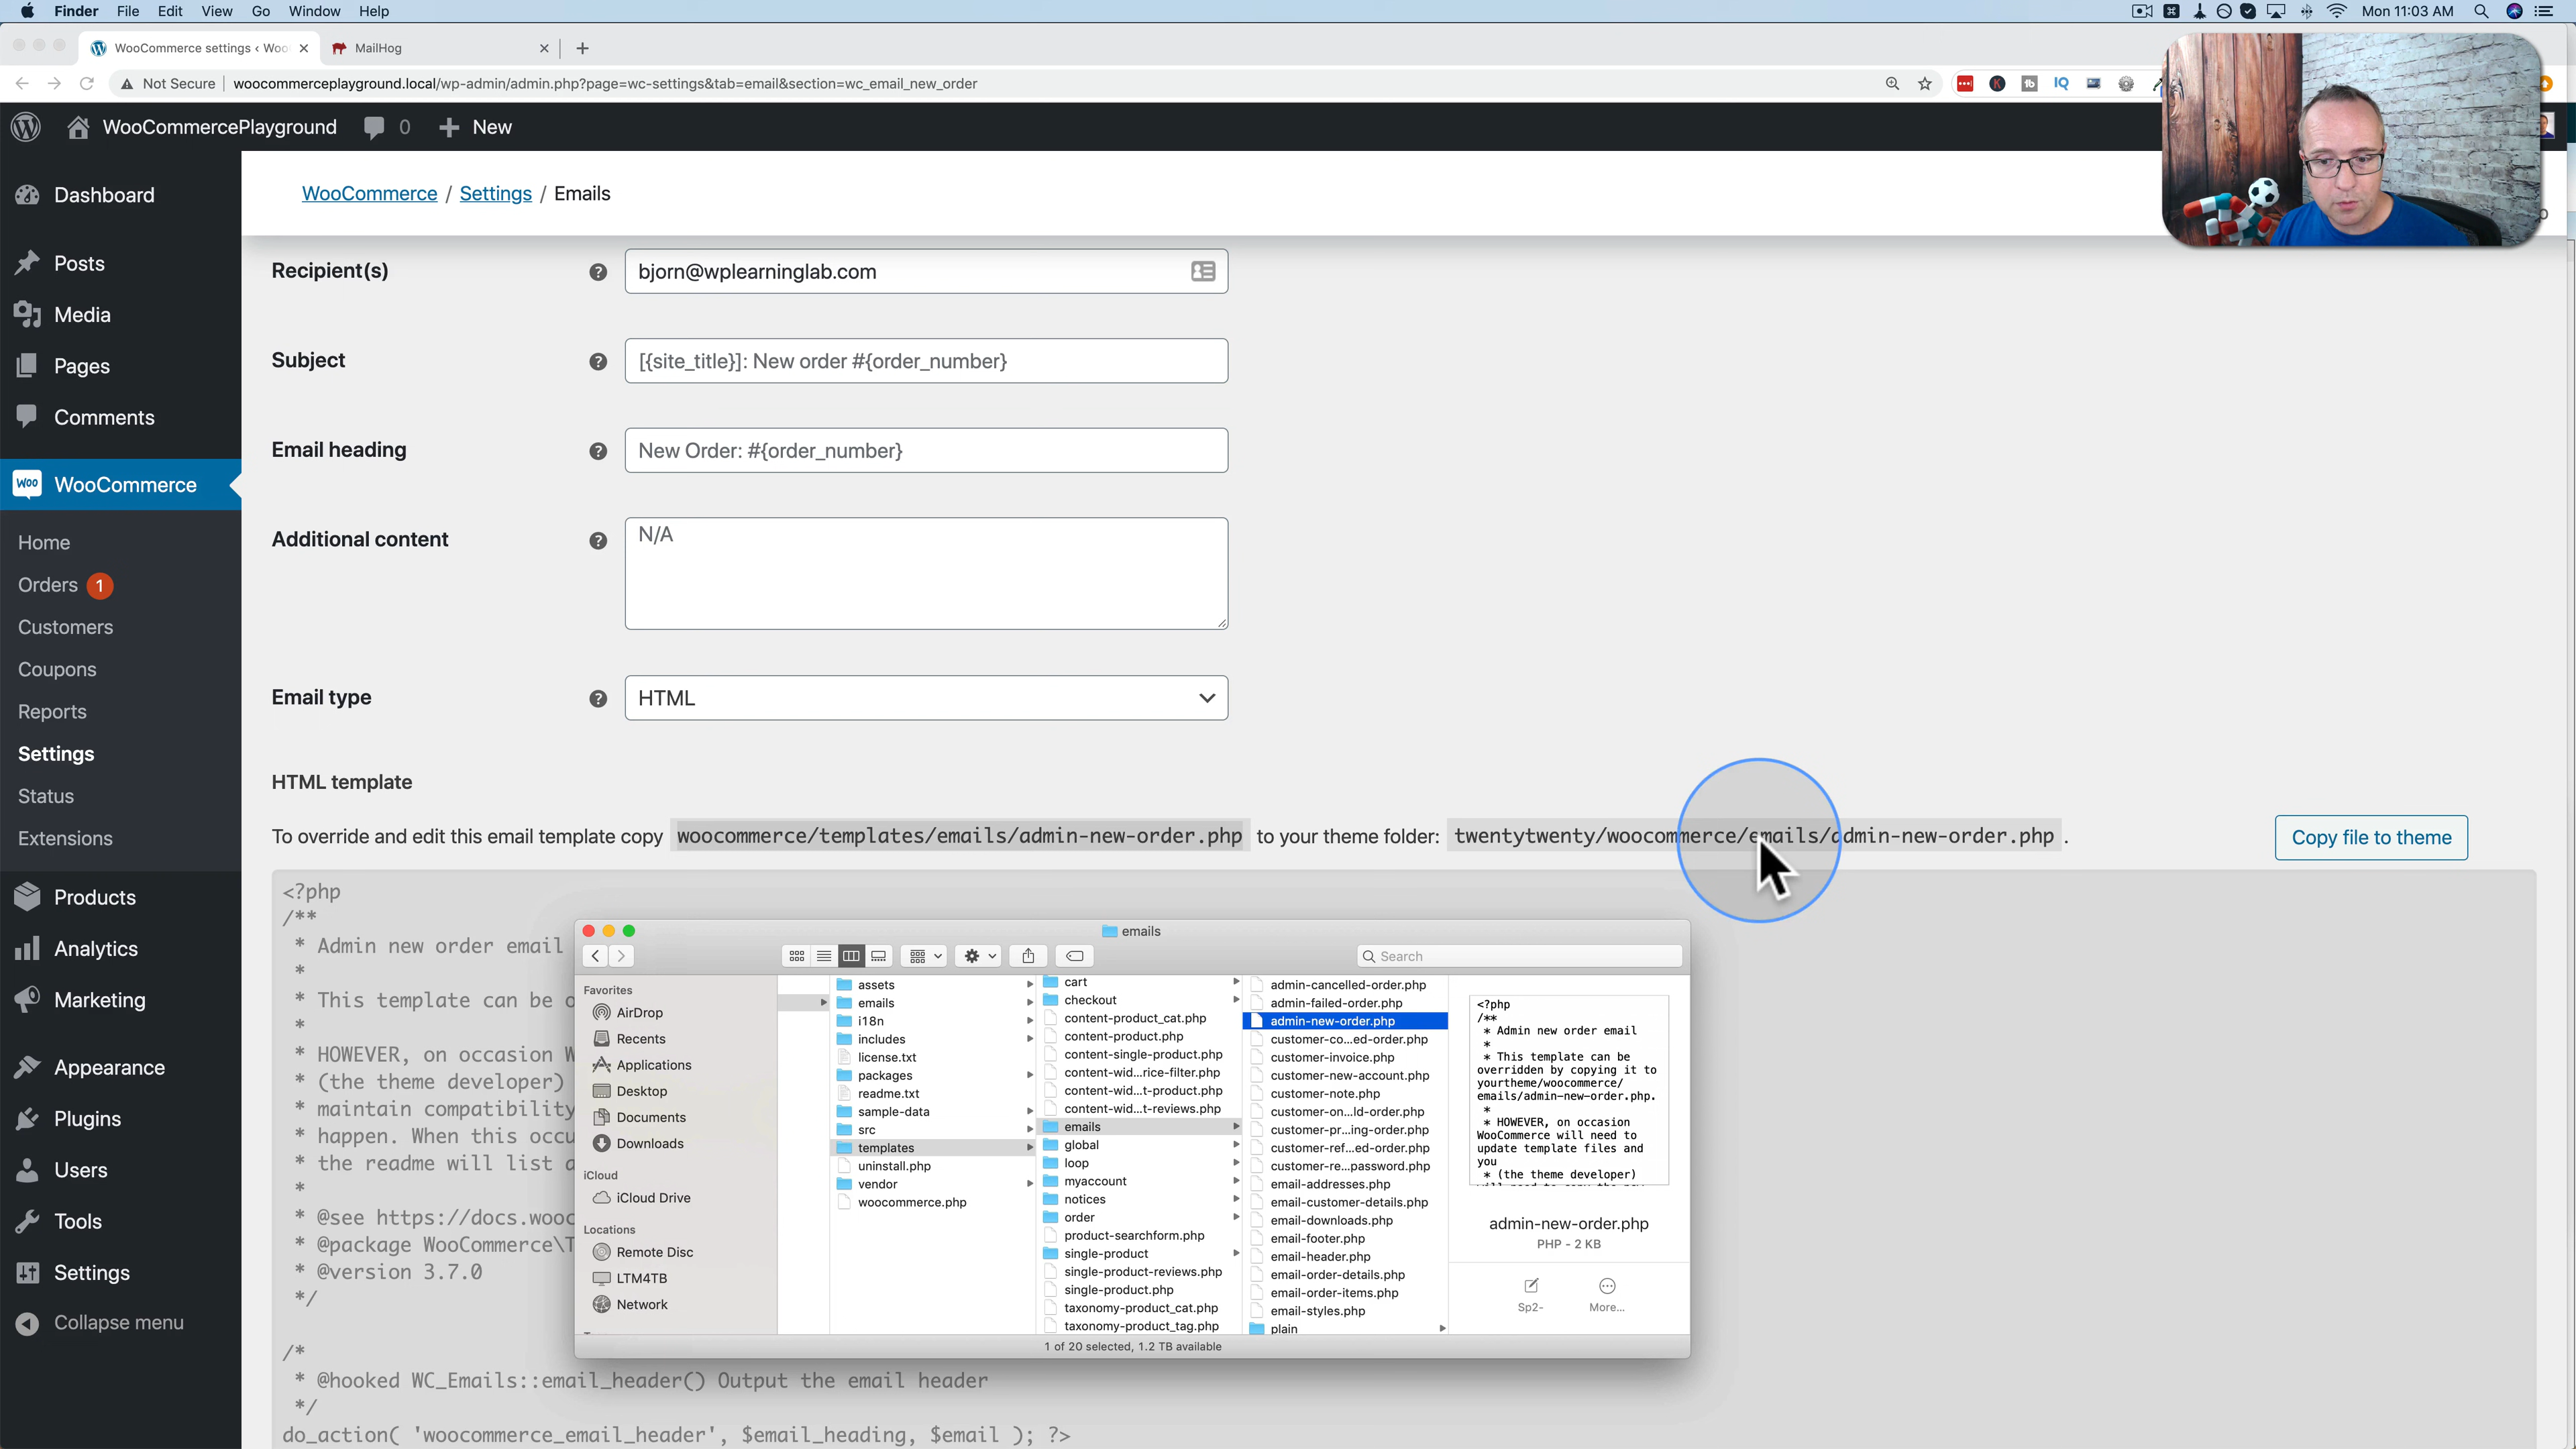 Finder File Edit View Go Window Help
Mon 11:03 AM
WooCommerce settings ‹ Woo
MailHog
Not Secure woocommerceplayground.local/wp-admin/admin.php?page=wc-settings&tab=email&section=wc_email_new_order
WooCommercePlayground 0 New
Dashboard
Posts
Media
Pages
Comments
WooCommerce
Home
Orders 1
Customers
Coupons
Reports
Settings
Status
Extensions
Products
Analytics
Marketing
Appearance
Plugins
Users
Tools
Settings
Collapse menu
WooCommerce / Settings / Emails
Recipient(s) bjorn@wplearninglab.com
Subject [{site_title}]: New order #{order_number}
Email heading New Order: #{order_number}
Additional content N/A
Email type HTML
HTML template
To override and edit this email template copy woocommerce/templates/emails/admin-new-order.php to your theme folder: twentytwenty/woocommerce/emails/admin-new-order.php .
Copy file to theme
<?php
/**
* Admin new order email
*
* This template can be o
*
* HOWEVER, on occasion W
* (the theme developer)
* maintain compatibility
* happen. When this occu
* the readme will list a
*
* @see https://docs.wooc
* @package WooCommerce\T
* @version 3.7.0
*/
/*
* @hooked WC_Emails::email_header() Output the email header
*/
do_action( 'woocommerce_email_header', $email_heading, $email ); ?>
emails
Search
Favorites
AirDrop
Recents
Applications
Desktop
Documents
Downloads
iCloud
iCloud Drive
Locations
Remote Disc
LTM4TB
Network
assets
emails
i18n
includes
license.txt
packages
readme.txt
sample-data
src
templates
uninstall.php
vendor
woocommerce.php
cart
checkout
content-product_cat.php
content-product.php
content-single-product.php
content-wid...rice-filter.php
content-wid...t-product.php
content-wid...t-reviews.php
emails
global
loop
myaccount
notices
order
product-searchform.php
single-product
single-product-reviews.php
single-product.php
taxonomy-product_cat.php
taxonomy-product_tag.php
admin-cancelled-order.php
admin-failed-order.php
admin-new-order.php
customer-co...ed-order.php
customer-invoice.php
customer-new-account.php
customer-note.php
customer-on...ld-order.php
customer-pr...ing-order.php
customer-ref...ed-order.php
customer-re...password.php
email-addresses.php
email-customer-details.php
email-downloads.php
email-footer.php
email-header.php
email-order-details.php
email-order-items.php
email-styles.php
plain
<?php
/**
* Admin new order email
*
* This template can be
overridden by copying it to
yourtheme/woocommerce/
emails/admin-new-order.php.
*
* HOWEVER, on occasion
WooCommerce will need to
update template files and
you
* (the theme developer)
admin-new-order.php
PHP - 2 KB
Sp2-
More...
1 of 20 selected, 1.2 TB available